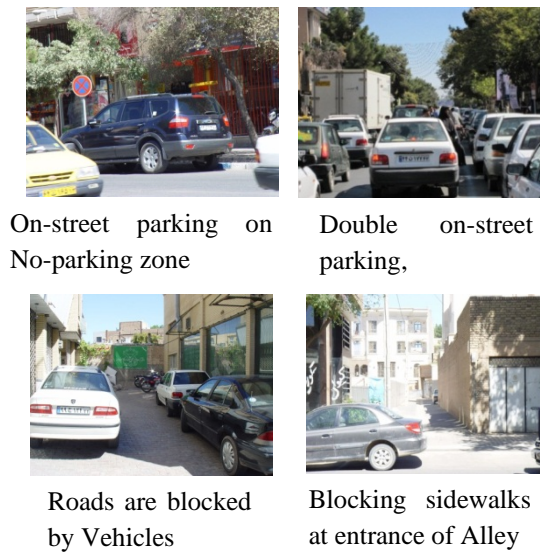 On-street parking on
No-parking zone
Double on-street
parking,
Roads are blocked
by Vehicles
Blocking sidewalks
at entrance of Alley